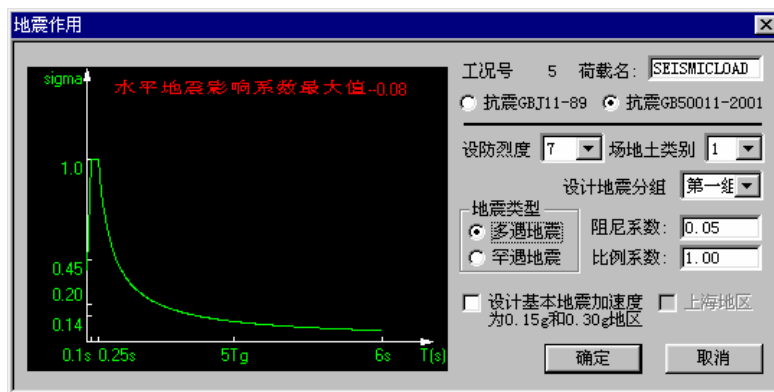 地震作用
sigma
水平地震影响系数最大值--0.08
1.0
0.45
0.20
0.14
0.1s 0.25s 5Tg 6s T(s)
工况号 5 荷载名: SEISMICLOAD
抗震GBJ11-89 抗震GB50011-2001
设防烈度 7 场地土类别 1
设计地震分组 第一组
地震类型
多遇地震 阻尼系数: 0.05
罕遇地震 比例系数: 1.00
设计基本地震加速度
为0.15g和0.30g地区
上海地区
确定 取消